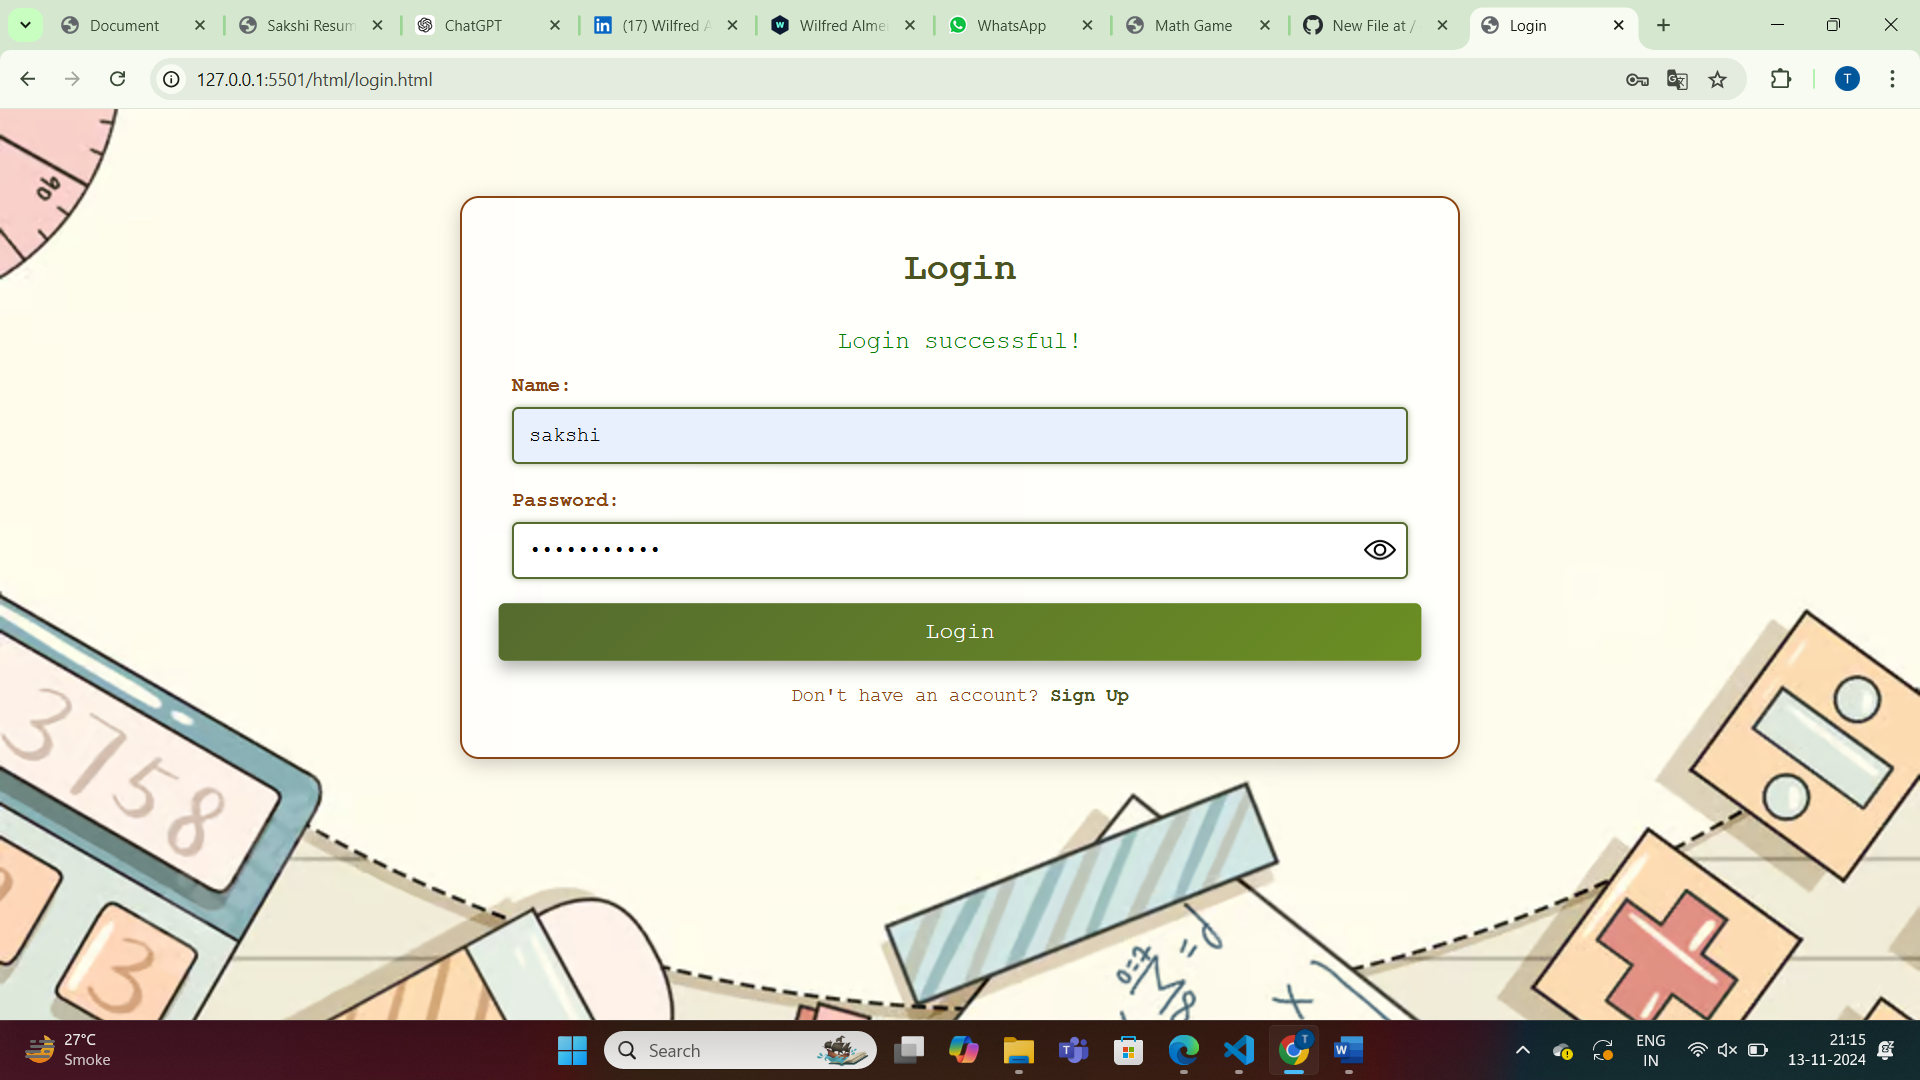 Document
Sakshi Resum
ChatGPT
(17) Wilfred A
Wilfred Alme
WhatsApp
Math Game
New File at /
Login
127.0.0.1:5501/html/login.html
T
90
Login
Login successful!
Name:
sakshi
Password:
Login
Don't have an account? Sign Up
3758
3
27°C
Smoke
Search
ENG
IN
21:15
13-11-2024